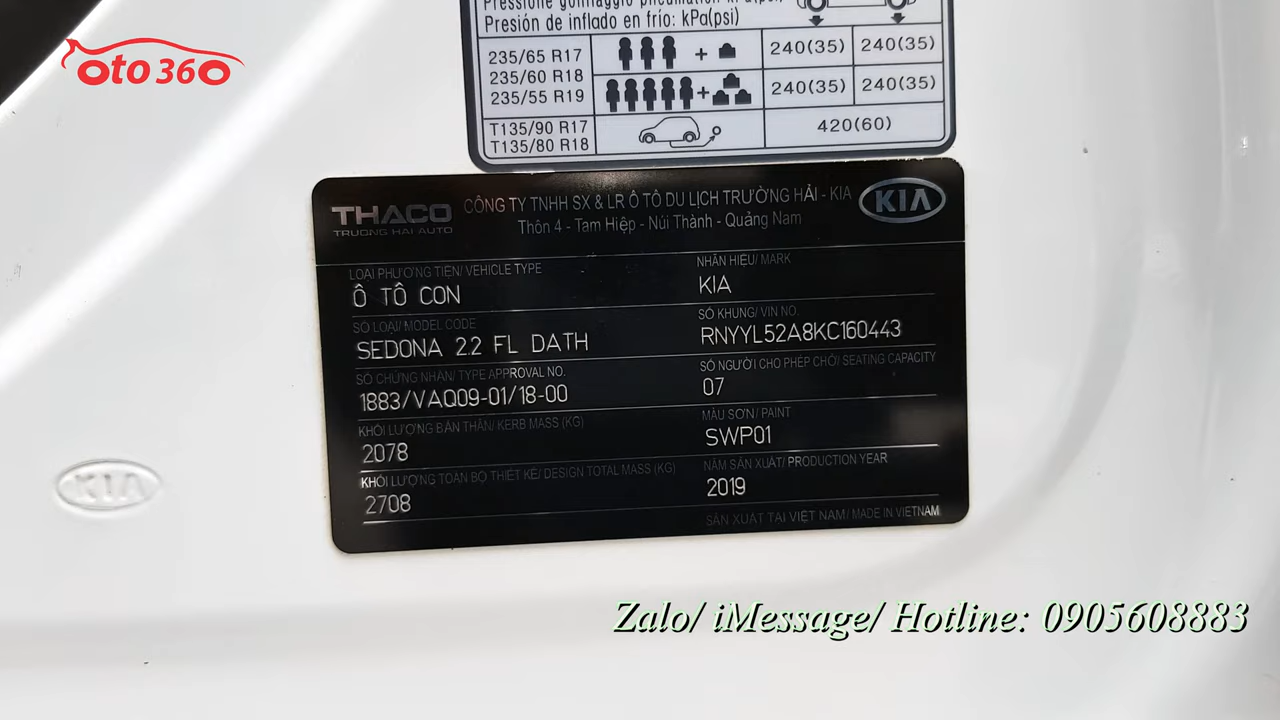 Presión de inflado en frío: kPa(psi)
235/65 R17
235/60 R18
235/55 R19
+
240(35) 240(35)
+
240(35) 240(35)
T135/90 R17
T135/80 R18
420(60)
oto360
THACO
TRUONG HAI AUTO
CÔNG TY TNHH SX & LR Ô TÔ DU LỊCH TRƯỜNG HẢI - KIA
Thôn 4 - Tam Hiệp - Núi Thành - Quảng Nam
KIA
LOẠI PHƯƠNG TIỆN/ VEHICLE TYPE
Ô TÔ CON
NHÃN HIỆU/ MARK
KIA
SỐ LOẠI/ MODEL CODE
SEDONA 2.2 FL DATH
SỐ KHUNG/ VIN NO.
RNYYL52A8KC160443
SỐ CHỨNG NHẬN/ TYPE APPROVAL NO.
1883/VAQ09-01/18-00
SỐ NGƯỜI CHO PHÉP CHỞ/ SEATING CAPACITY
07
KHỐI LƯỢNG BẢN THÂN/ KERB MASS (KG)
2078
MÀU SƠN/ PAINT
SWP01
KHỐI LƯỢNG TOÀN BỘ THIẾT KẾ/ DESIGN TOTAL MASS (KG)
2708
NĂM SẢN XUẤT/ PRODUCTION YEAR
2019
SẢN XUẤT TẠI VIỆT NAM/ MADE IN VIETNAM
KIA
Zalo/ iMessage/ Hotline: 0905608883